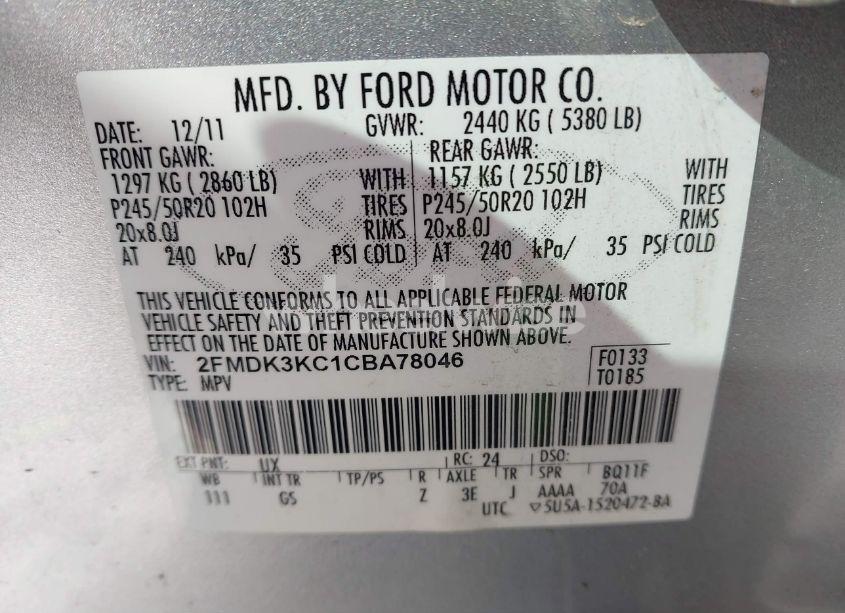 MFD. BY FORD MOTOR CO.
DATE: 12/11 GVWR: 2440 KG ( 5380 LB)
FRONT GAWR: REAR GAWR:
1297 KG ( 2860 LB) WITH 1157 KG ( 2550 LB) WITH
P245/50R20 102H TIRES P245/50R20 102H TIRES
20x8.0J RIMS 20x8.0J RIMS
AT 240 kPa/ 35 PSI COLD AT 240 kPa/ 35 PSI COLD
THIS VEHICLE CONFORMS TO ALL APPLICABLE FEDERAL MOTOR
VEHICLE SAFETY AND THEFT PREVENTION STANDARDS IN
EFFECT ON THE DATE OF MANUFACTURE SHOWN ABOVE.
VIN: 2FMDK3KC1CBA78046 F0133
TYPE: MPV T0185
EXT PNT: UX RC: 24 DSO:
WB INT TR TP/PS R AXLE TR SPR BQ11F
111 GS Z 3E J AAAA 70A
UTC ▽5U5A-1520472-BA